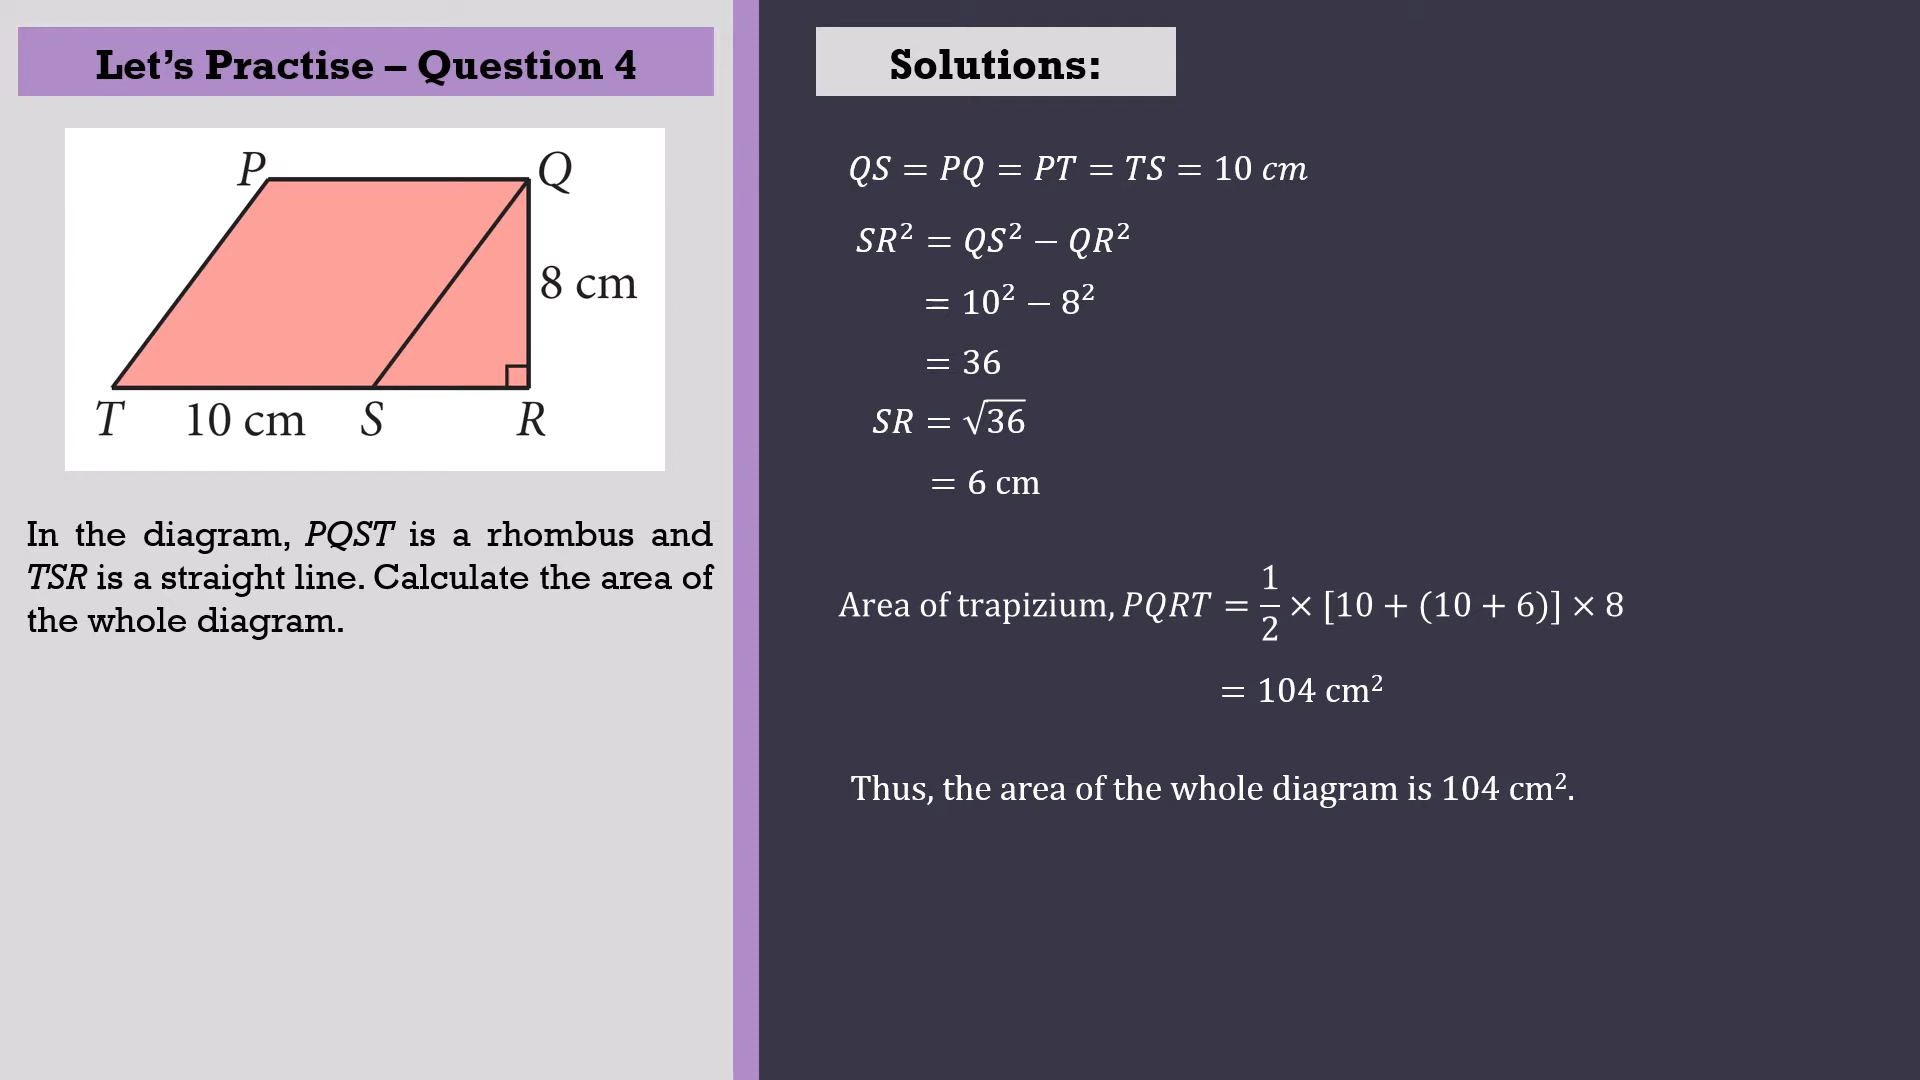 Let's Practise – Question 4
P
Q
8 cm
T
10 cm
S
R
In the diagram, PQST is a rhombus and
TSR is a straight line. Calculate the area of
the whole diagram.
Solutions:
QS = PQ = PT = TS = 10 cm
SR² = QS² − QR²
= 10² − 8²
= 36
SR = √36
= 6 cm
Area of trapizium, PQRT = 1/2 × [10 + (10 + 6)] × 8
= 104 cm²
Thus, the area of the whole diagram is 104 cm².